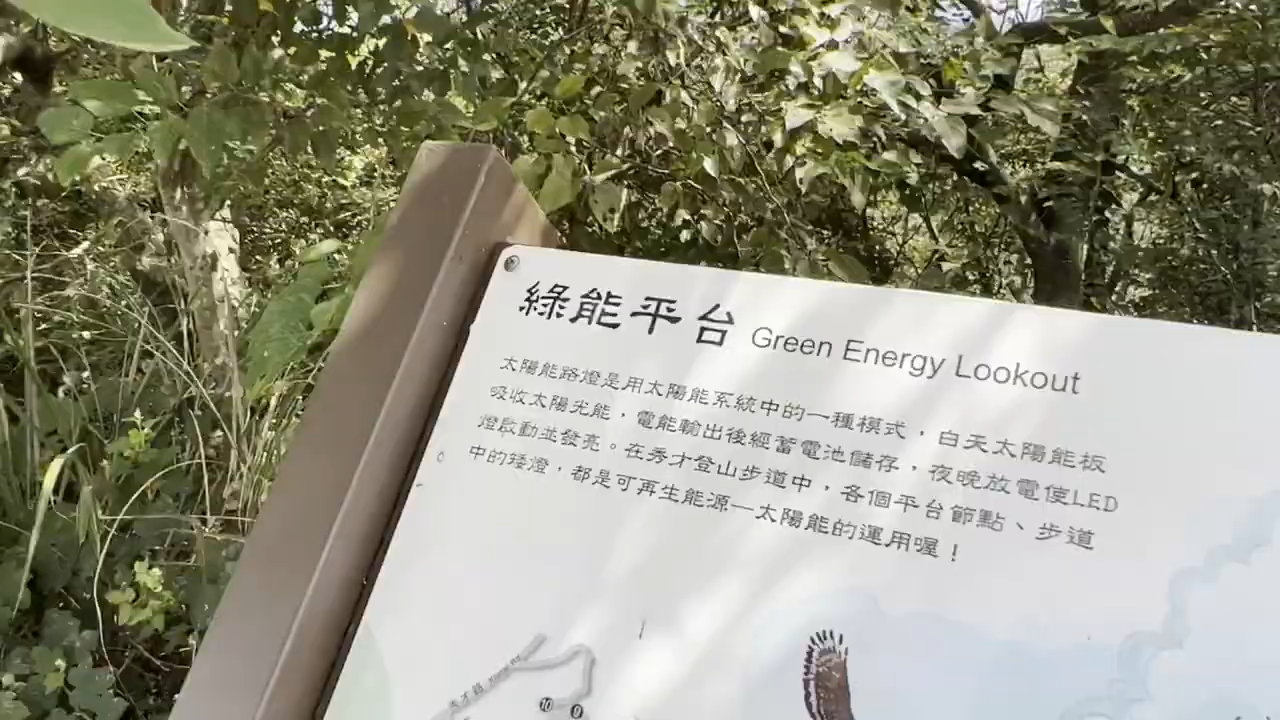 綠能平台 Green Energy Lookout
太陽能路燈是用太陽能系統中的一種模式，白天太陽能板
吸收太陽光能，電能輸出後經蓄電池儲存，夜晚放電使LED
燈啟動並發亮。在秀才登山步道中，各個平台節點、步道
中的矮燈，都是可再生能源—太陽能的運用喔！
秀才路
10 9